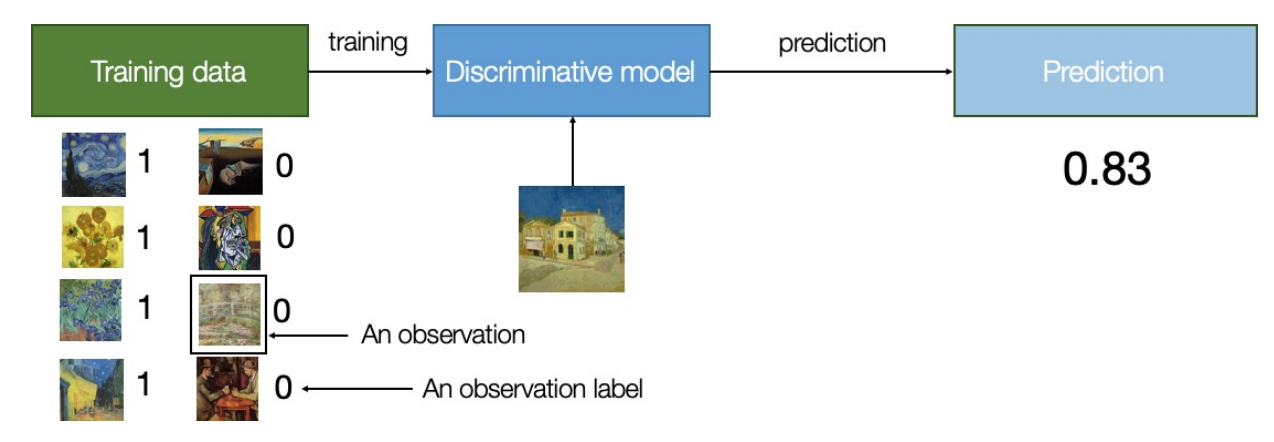 Training data
training
Discriminative model
prediction
Prediction
1
0
0.83
1
0
1
0
An observation
1
0
An observation label